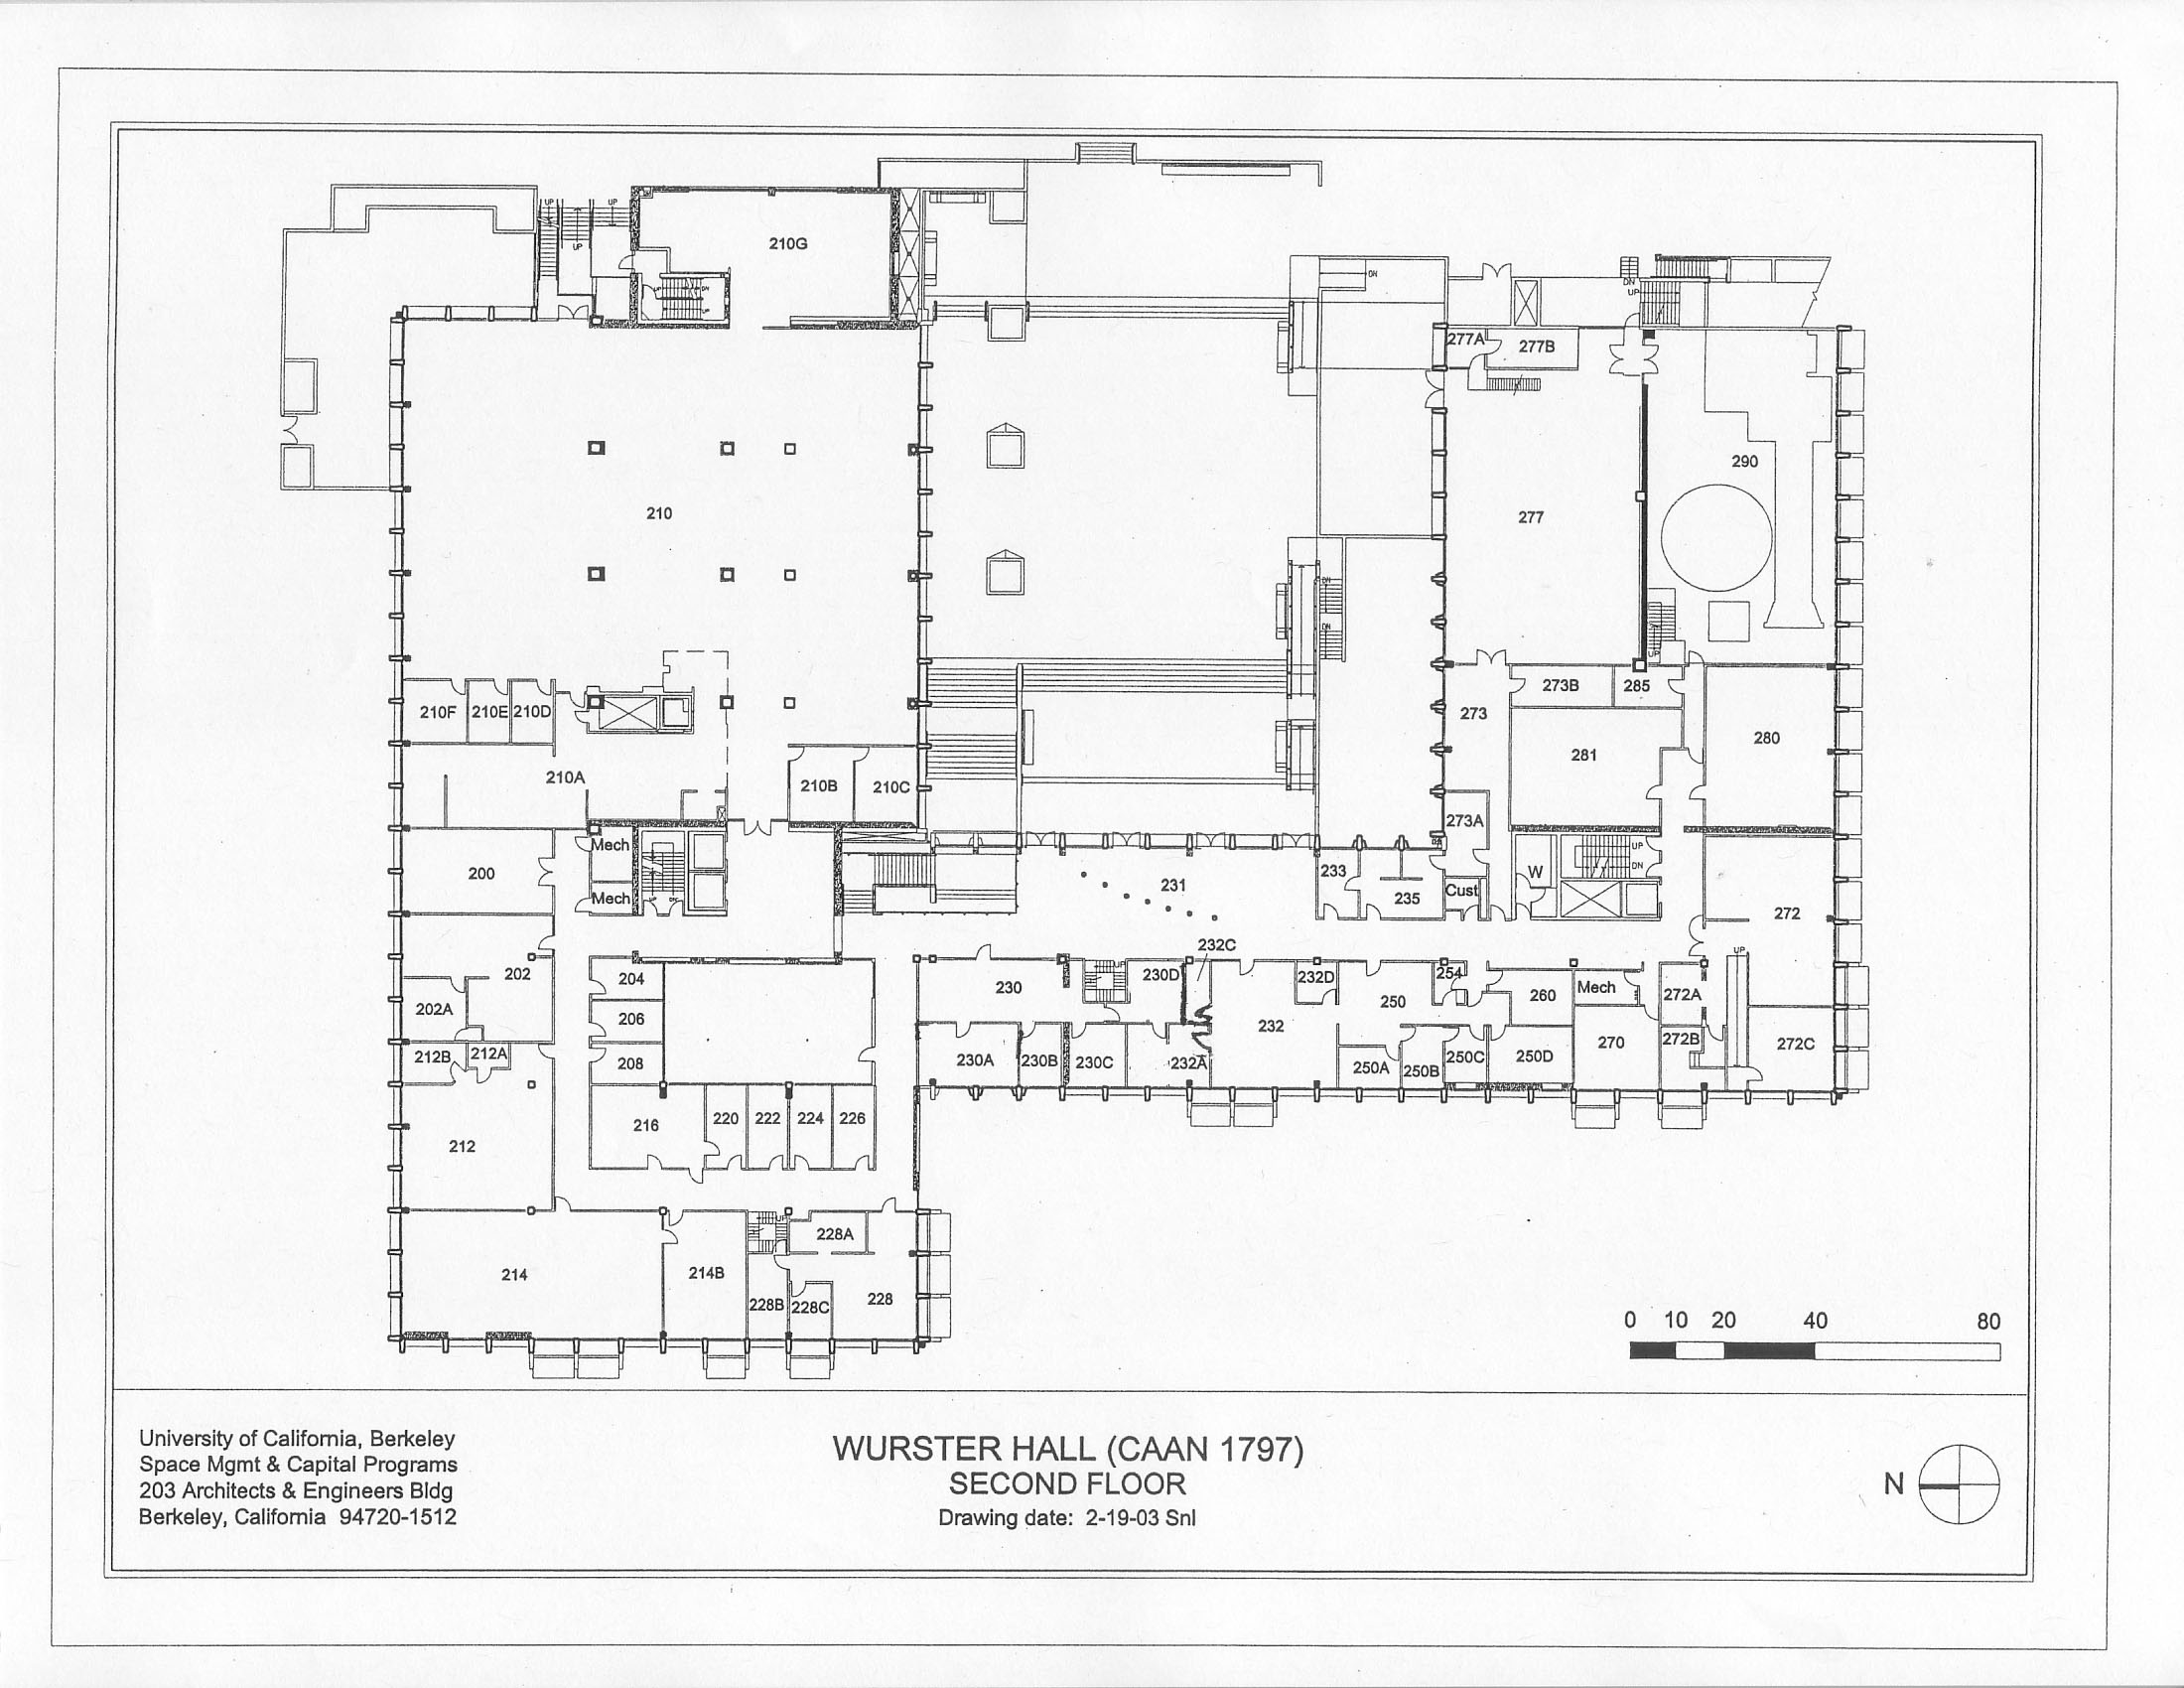 UP
UP
UP
210G
UP
DN
UP
DN
DN
UP
277A
277B
290
210
277
DN
DN
UP
210F
210E
210D
273B
285
273
280
281
210A
210B
210C
273A
Mech
UP
DN
200
Mech
UP
DN
231
233
235
Cust
W
272
202
232C
UP
204
230
230D
232D
250
254
260
Mech
272A
202A
206
232
212B
212A
208
230A
230B
230C
232A
250A
250B
250C
250D
270
272B
272C
216
220
222
224
226
212
UP
228A
214
214B
228B
228C
228
0 10 20 40 80
University of California, Berkeley
Space Mgmt & Capital Programs
203 Architects & Engineers Bldg
Berkeley, California 94720-1512
WURSTER HALL (CAAN 1797)
SECOND FLOOR
Drawing date: 2-19-03 Snl
N